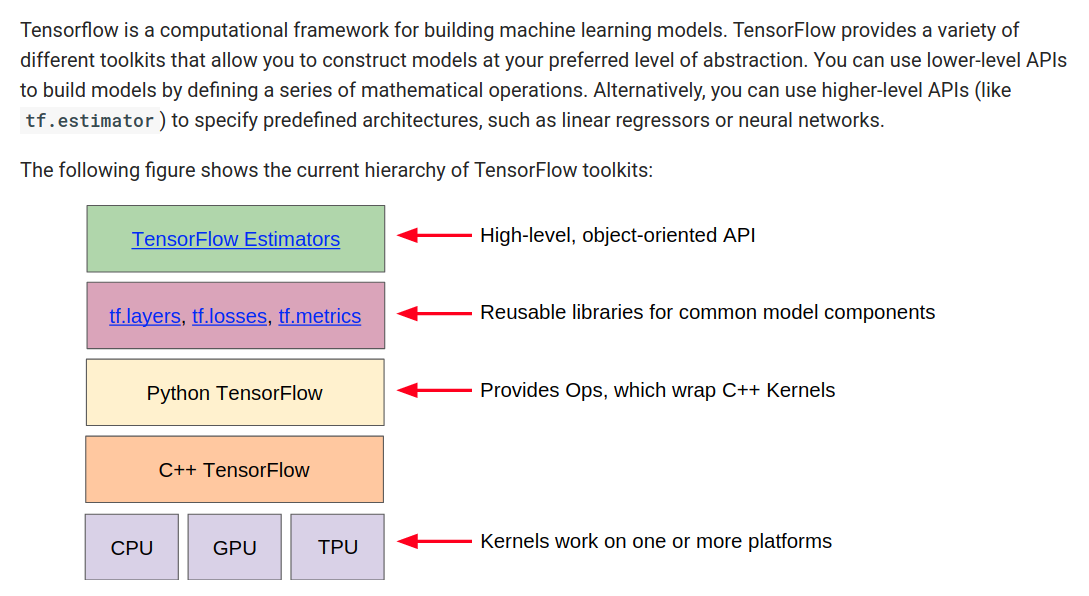 Tensorflow is a computational framework for building machine learning models. TensorFlow provides a variety of
different toolkits that allow you to construct models at your preferred level of abstraction. You can use lower-level APIs
to build models by defining a series of mathematical operations. Alternatively, you can use higher-level APIs (like
tf.estimator ) to specify predefined architectures, such as linear regressors or neural networks.
The following figure shows the current hierarchy of TensorFlow toolkits:
TensorFlow Estimators
High-level, object-oriented API
tf.layers, tf.losses, tf.metrics
Reusable libraries for common model components
Python TensorFlow
Provides Ops, which wrap C++ Kernels
C++ TensorFlow
CPU
GPU
TPU
Kernels work on one or more platforms